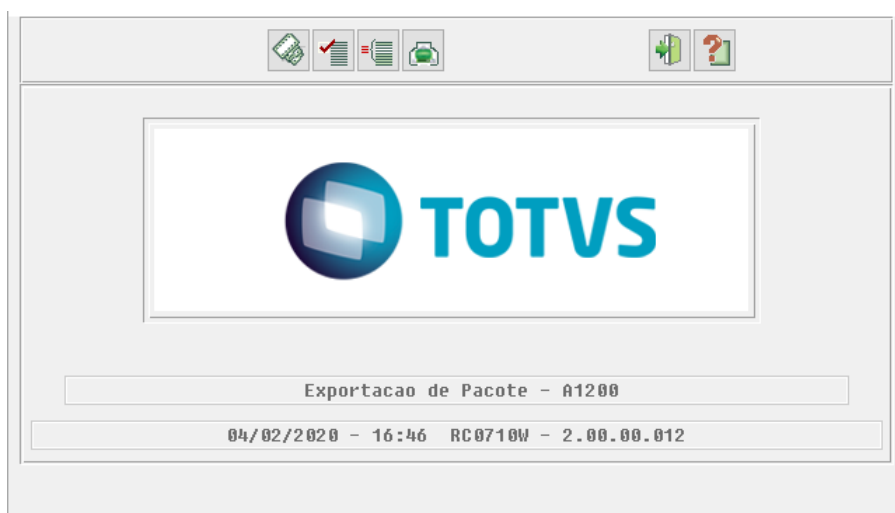 TOTVS
Exportacao de Pacote - A1200
04/02/2020 - 16:46 RC0710W - 2.00.00.012